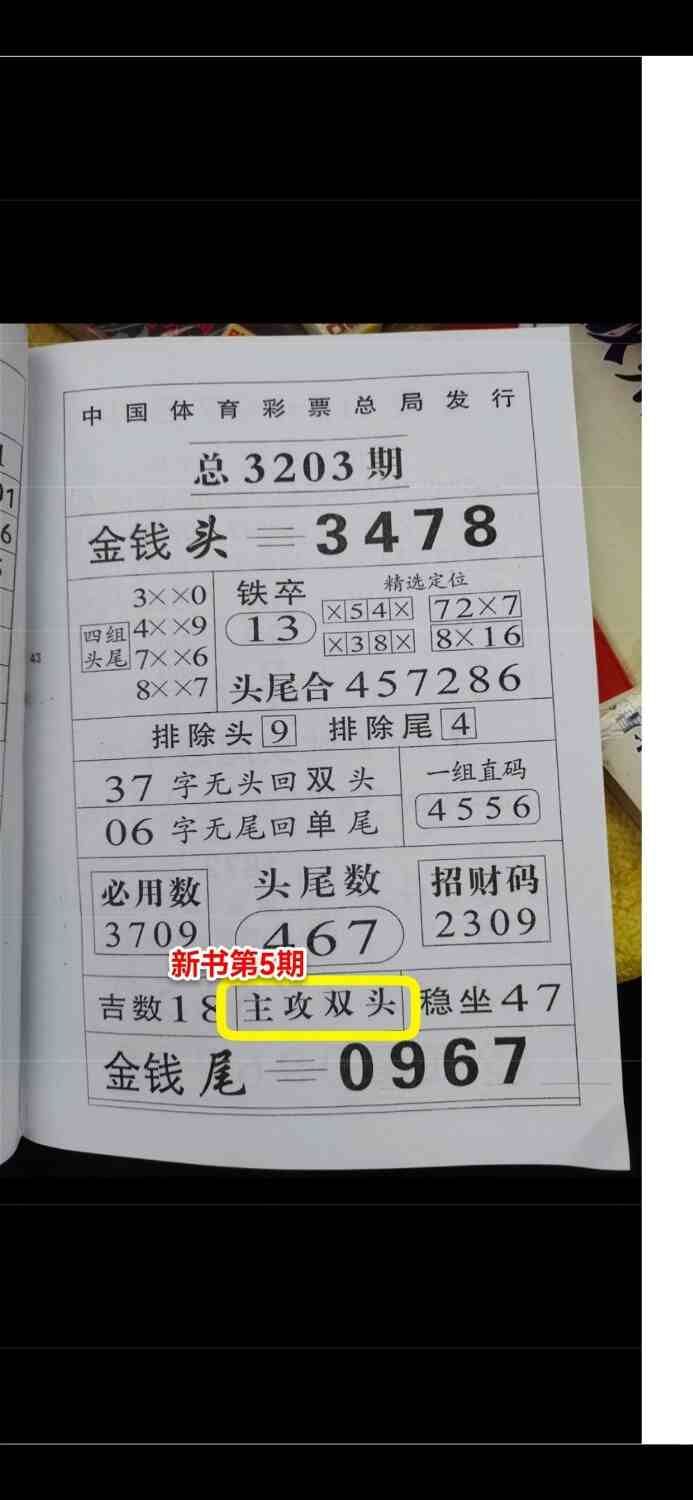 中国体育彩票总局发行
总3203期
金钱头=3478
四组头尾
3××0
4××9
7××6
8××7
铁卒
13
精选定位
×54× 72×7
×38× 8×16
头尾合457286
排除头9 排除尾4
37字无头回双头
06字无尾回单尾
一组直码
4556
必用数
3709
头尾数
467
招财码
2309
新书第5期
吉数18 主攻双头 稳坐47
金钱尾=0967
43